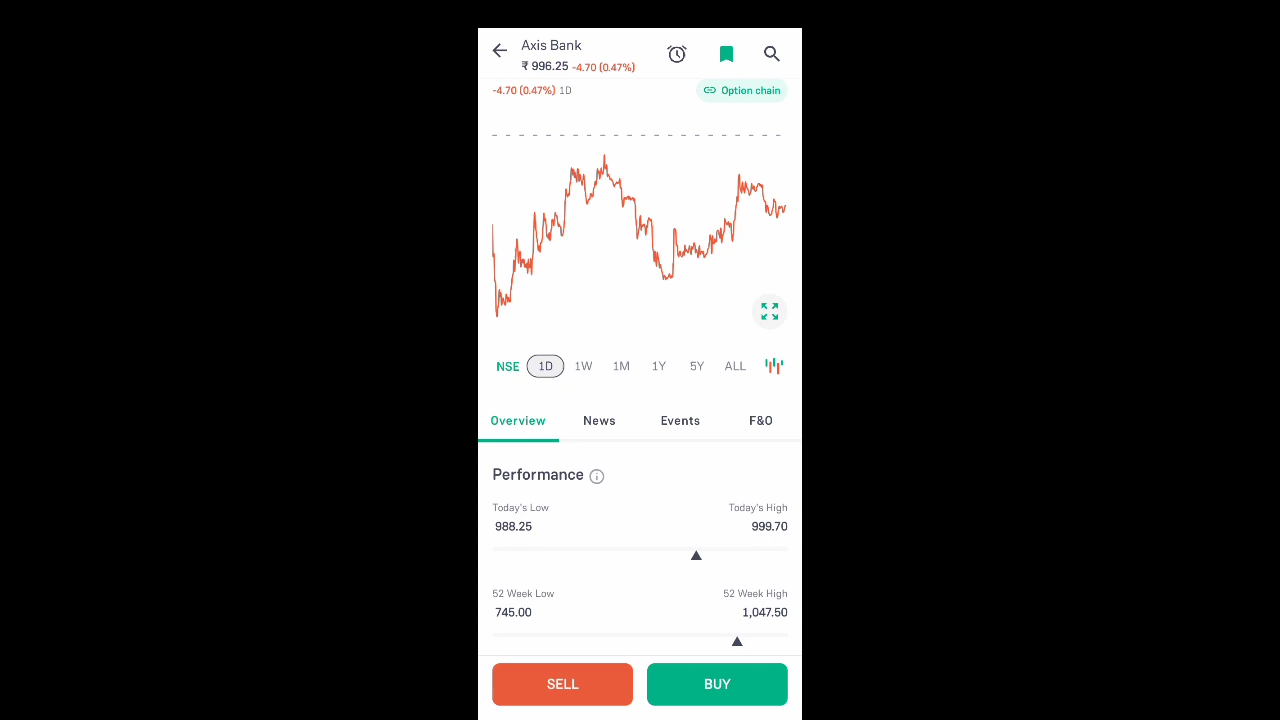 Axis Bank
₹ 996.25 -4.70 (0.47%)
-4.70 (0.47%) 1D
Option chain
NSE 1D 1W 1M 1Y 5Y ALL
Overview News Events F&O
Performance
Today's Low Today's High
988.25 999.70
52 Week Low 52 Week High
745.00 1,047.50
SELL BUY